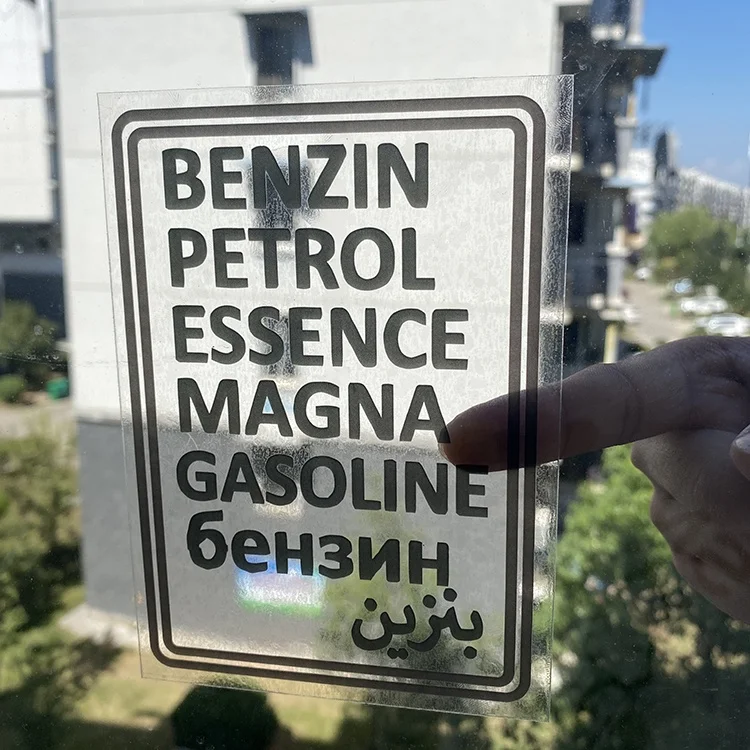 BENZIN
PETROL
ESSENCE
MAGNA
GASOLINE
бензин
بنزين